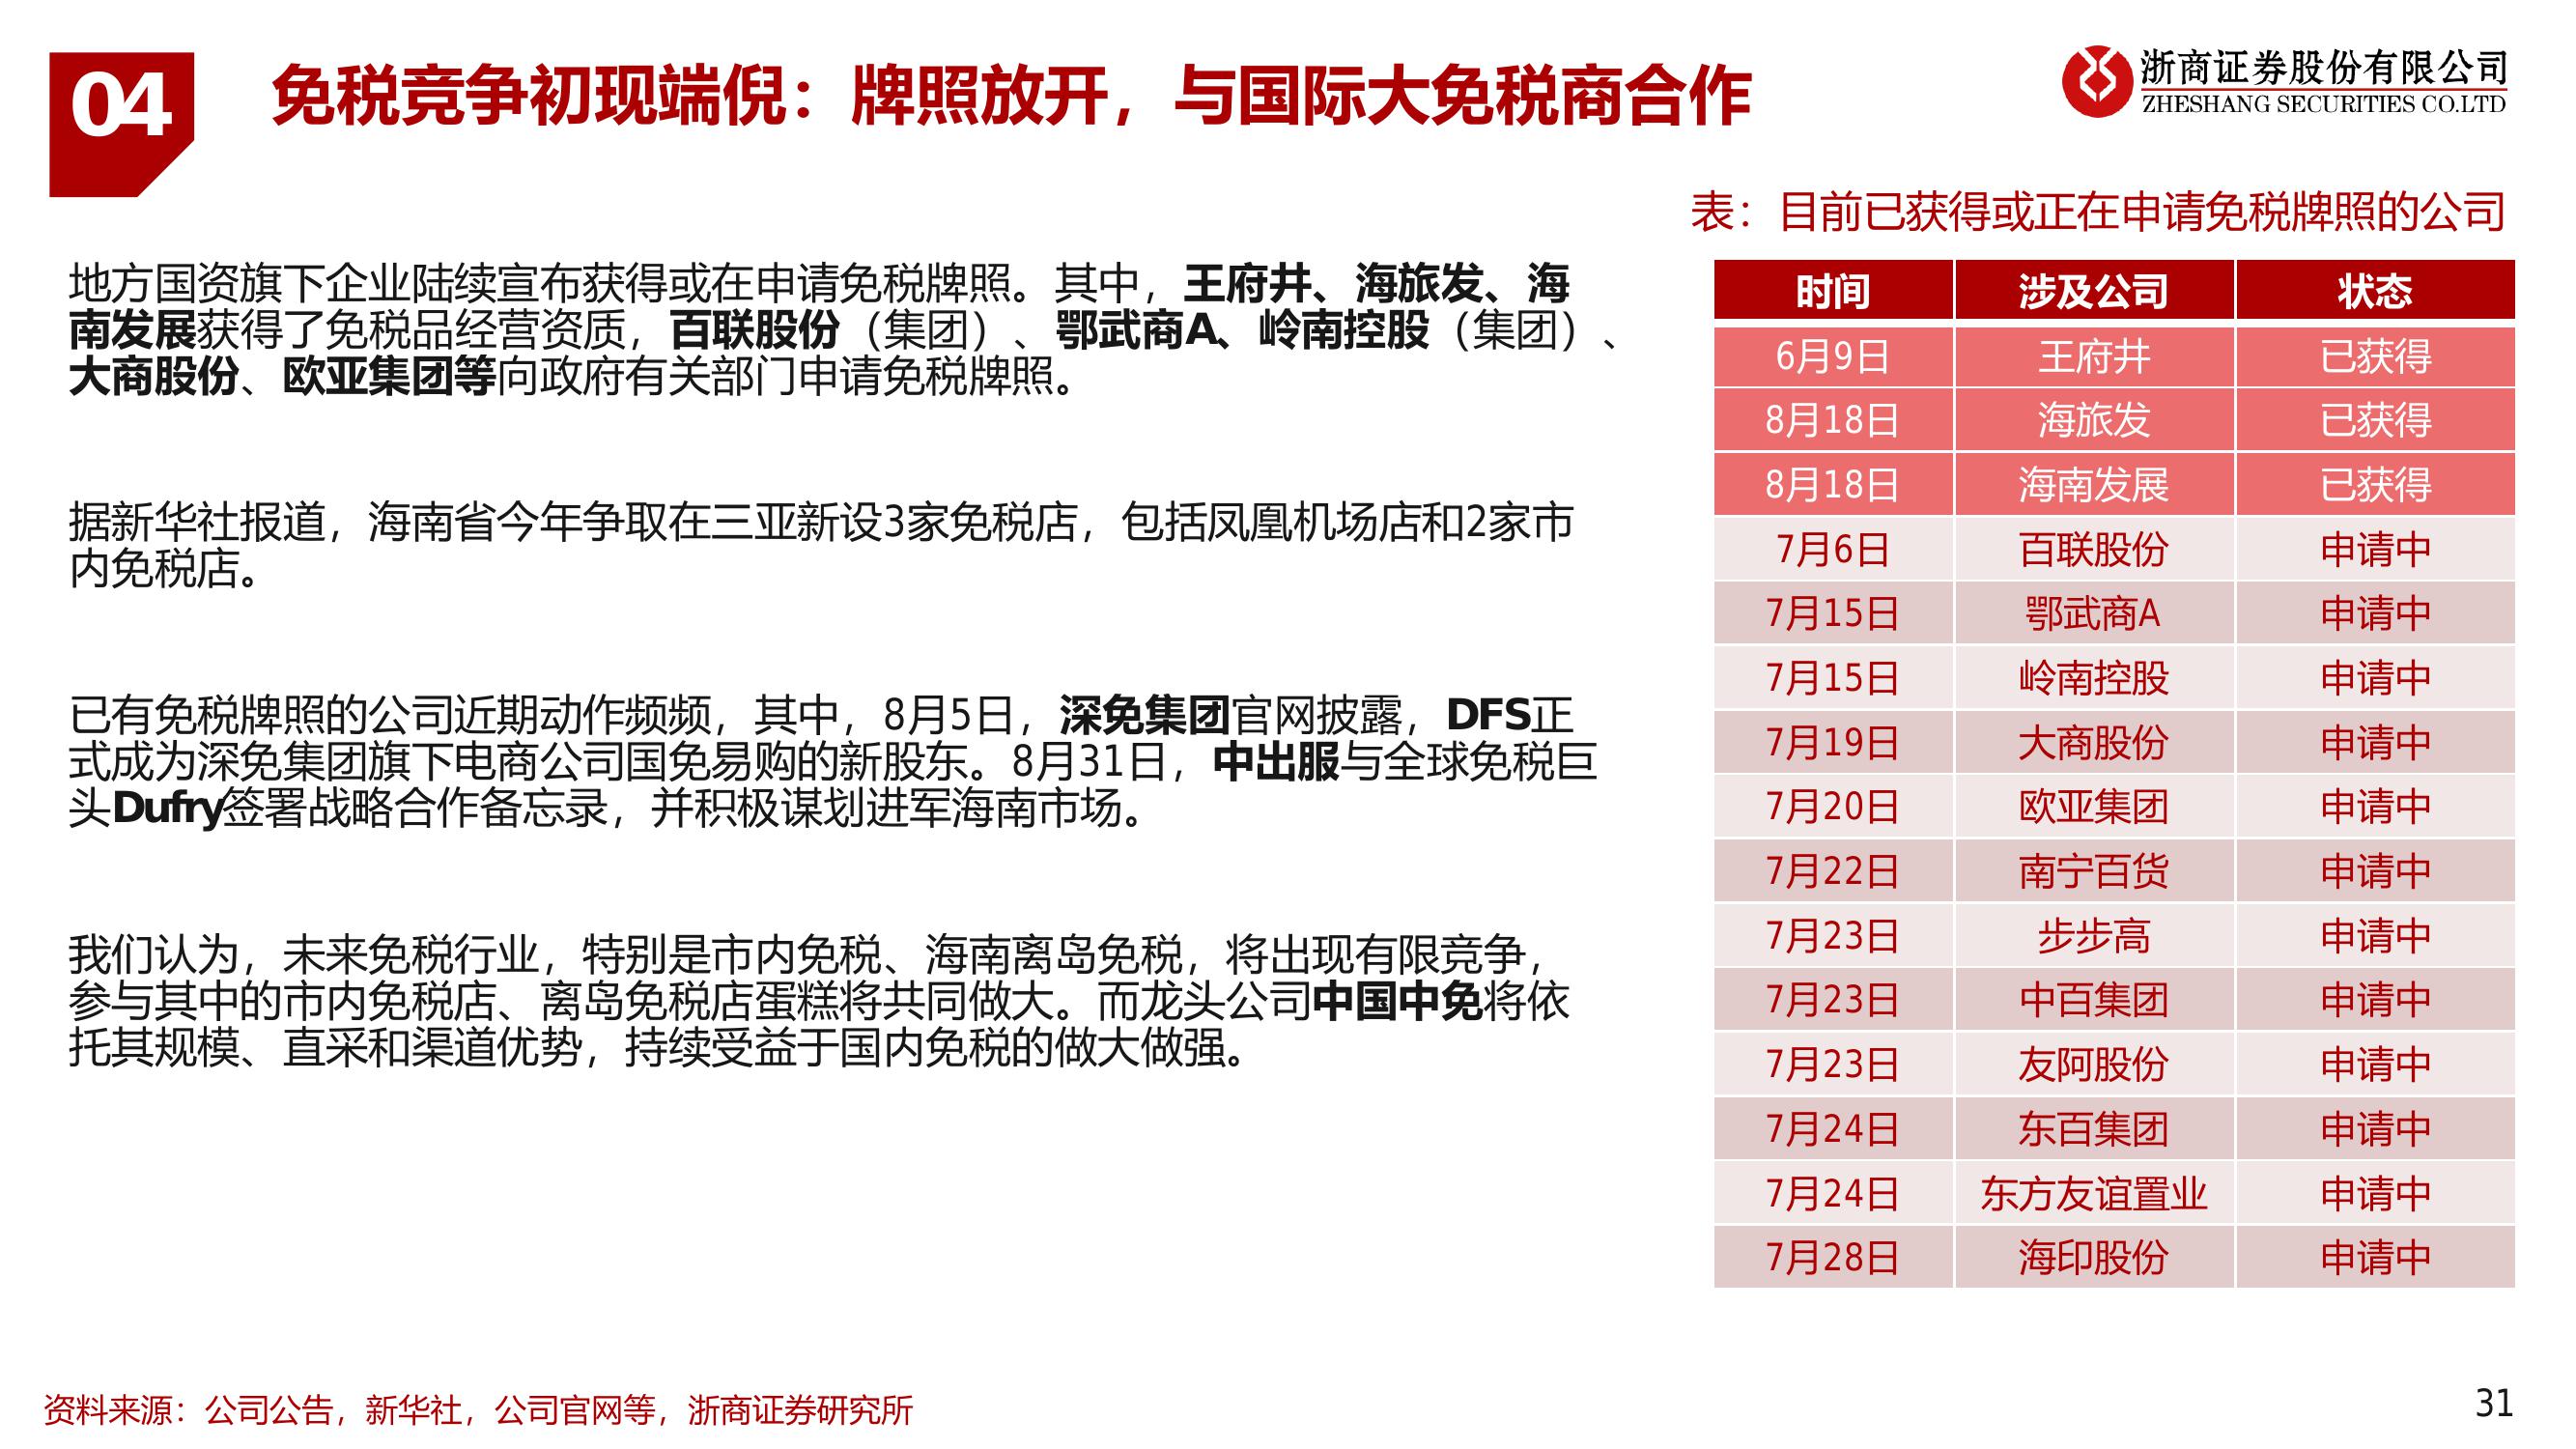 04
免税竞争初现端倪：牌照放开，与国际大免税商合作
浙商证券股份有限公司
ZHESHANG SECURITIES CO.LTD
地方国资旗下企业陆续宣布获得或在申请免税牌照。其中，王府井、海旅发、海
南发展获得了免税品经营资质，百联股份（集团）、鄂武商A、岭南控股（集团）、
大商股份、欧亚集团等向政府有关部门申请免税牌照。
据新华社报道，海南省今年争取在三亚新设3家免税店，包括凤凰机场店和2家市
内免税店。
已有免税牌照的公司近期动作频频，其中，8月5日，深免集团官网披露，DFS正
式成为深免集团旗下电商公司国免易购的新股东。8月31日，中出服与全球免税巨
头Dufry签署战略合作备忘录，并积极谋划进军海南市场。
我们认为，未来免税行业，特别是市内免税、海南离岛免税，将出现有限竞争，
参与其中的市内免税店、离岛免税店蛋糕将共同做大。而龙头公司中国中免将依
托其规模、直采和渠道优势，持续受益于国内免税的做大做强。
表：目前已获得或正在申请免税牌照的公司
时间 涉及公司 状态
6月9日 王府井 已获得
8月18日 海旅发 已获得
8月18日 海南发展 已获得
7月6日 百联股份 申请中
7月15日 鄂武商A 申请中
7月15日 岭南控股 申请中
7月19日 大商股份 申请中
7月20日 欧亚集团 申请中
7月22日 南宁百货 申请中
7月23日 步步高 申请中
7月23日 中百集团 申请中
7月23日 友阿股份 申请中
7月24日 东百集团 申请中
7月24日 东方友谊置业 申请中
7月28日 海印股份 申请中
资料来源：公司公告，新华社，公司官网等，浙商证券研究所
31